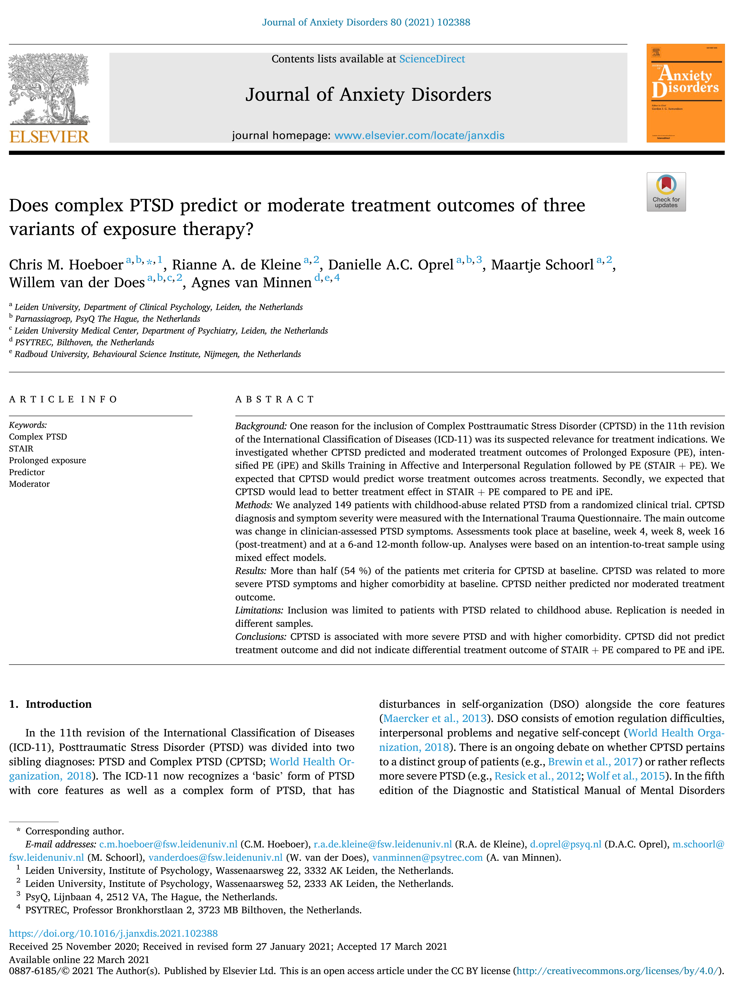 Journal of Anxiety Disorders 80 (2021) 102388
Contents lists available at ScienceDirect
Journal of Anxiety Disorders
journal homepage: www.elsevier.com/locate/janxdis
NON SOLUS
ELSEVIER
JOURNAL
OF
Anxiety
Disorders
Editor-in-Chief
Gordon J. G. Asmundson
ScienceDirect
Check for
updates
Does complex PTSD predict or moderate treatment outcomes of three
variants of exposure therapy?
Chris M. Hoeboer a,b,*,1, Rianne A. de Kleine a,2, Danielle A.C. Oprel a,b,3, Maartje Schoorl a,2,
Willem van der Does a,b,c,2, Agnes van Minnen d,e,4
a Leiden University, Department of Clinical Psychology, Leiden, the Netherlands
b Parnassiagroep, PsyQ The Hague, the Netherlands
c Leiden University Medical Center, Department of Psychiatry, Leiden, the Netherlands
d PSYTREC, Bilthoven, the Netherlands
e Radboud University, Behavioural Science Institute, Nijmegen, the Netherlands
A R T I C L E I N F O
Keywords:
Complex PTSD
STAIR
Prolonged exposure
Predictor
Moderator
A B S T R A C T
Background: One reason for the inclusion of Complex Posttraumatic Stress Disorder (CPTSD) in the 11th revision
of the International Classification of Diseases (ICD-11) was its suspected relevance for treatment indications. We
investigated whether CPTSD predicted and moderated treatment outcomes of Prolonged Exposure (PE), inten-
sified PE (iPE) and Skills Training in Affective and Interpersonal Regulation followed by PE (STAIR + PE). We
expected that CPTSD would predict worse treatment outcomes across treatments. Secondly, we expected that
CPTSD would lead to better treatment effect in STAIR + PE compared to PE and iPE.
Methods: We analyzed 149 patients with childhood-abuse related PTSD from a randomized clinical trial. CPTSD
diagnosis and symptom severity were measured with the International Trauma Questionnaire. The main outcome
was change in clinician-assessed PTSD symptoms. Assessments took place at baseline, week 4, week 8, week 16
(post-treatment) and at a 6-and 12-month follow-up. Analyses were based on an intention-to-treat sample using
mixed effect models.
Results: More than half (54 %) of the patients met criteria for CPTSD at baseline. CPTSD was related to more
severe PTSD symptoms and higher comorbidity at baseline. CPTSD neither predicted nor moderated treatment
outcome.
Limitations: Inclusion was limited to patients with PTSD related to childhood abuse. Replication is needed in
different samples.
Conclusions: CPTSD is associated with more severe PTSD and with higher comorbidity. CPTSD did not predict
treatment outcome and did not indicate differential treatment outcome of STAIR + PE compared to PE and iPE.
1. Introduction
In the 11th revision of the International Classification of Diseases
(ICD-11), Posttraumatic Stress Disorder (PTSD) was divided into two
sibling diagnoses: PTSD and Complex PTSD (CPTSD; World Health Or-
ganization, 2018). The ICD-11 now recognizes a ‘basic’ form of PTSD
with core features as well as a complex form of PTSD, that has
disturbances in self-organization (DSO) alongside the core features
(Maercker et al., 2013). DSO consists of emotion regulation difficulties,
interpersonal problems and negative self-concept (World Health Orga-
nization, 2018). There is an ongoing debate on whether CPTSD pertains
to a distinct group of patients (e.g., Brewin et al., 2017) or rather reflects
more severe PTSD (e.g., Resick et al., 2012; Wolf et al., 2015). In the fifth
edition of the Diagnostic and Statistical Manual of Mental Disorders
* Corresponding author.
E-mail addresses: c.m.hoeboer@fsw.leidenuniv.nl (C.M. Hoeboer), r.a.de.kleine@fsw.leidenuniv.nl (R.A. de Kleine), d.oprel@psyq.nl (D.A.C. Oprel), m.schoorl@
fsw.leidenuniv.nl (M. Schoorl), vanderdoes@fsw.leidenuniv.nl (W. van der Does), vanminnen@psytrec.com (A. van Minnen).
1 Leiden University, Institute of Psychology, Wassenaarsweg 22, 3332 AK Leiden, the Netherlands.
2 Leiden University, Institute of Psychology, Wassenaarsweg 52, 2333 AK Leiden, the Netherlands.
3 PsyQ, Lijnbaan 4, 2512 VA, The Hague, the Netherlands.
4 PSYTREC, Professor Bronkhorstlaan 2, 3723 MB Bilthoven, the Netherlands.
https://doi.org/10.1016/j.janxdis.2021.102388
Received 25 November 2020; Received in revised form 27 January 2021; Accepted 17 March 2021
Available online 22 March 2021
0887-6185/© 2021 The Author(s). Published by Elsevier Ltd. This is an open access article under the CC BY license (http://creativecommons.org/licenses/by/4.0/).